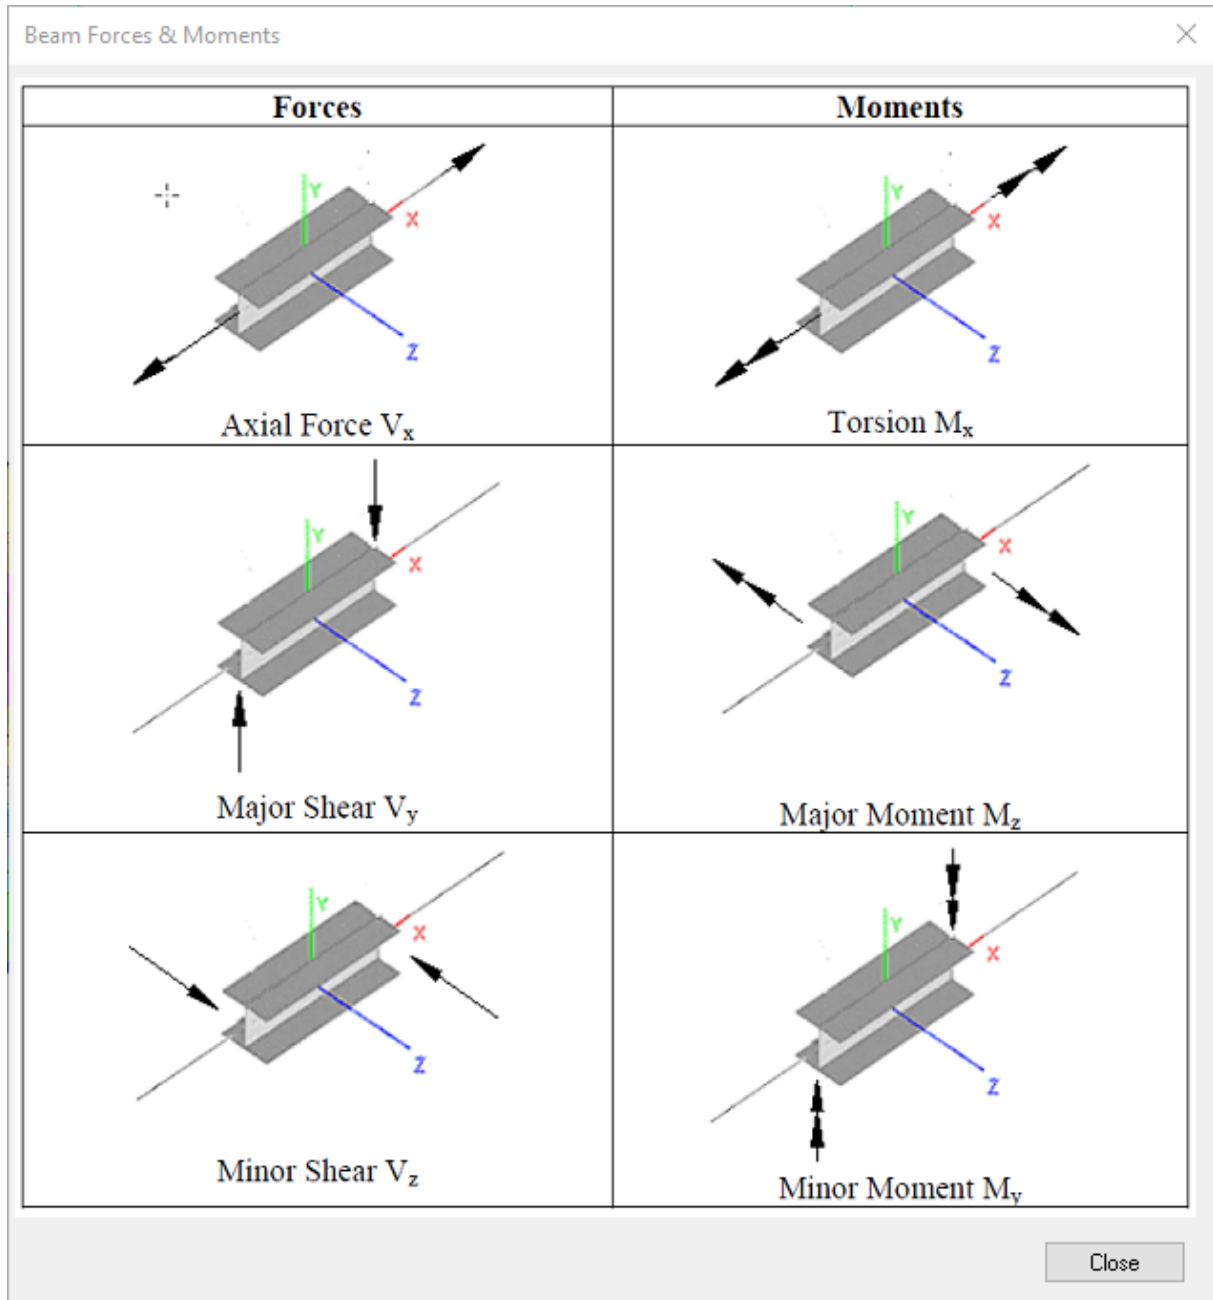 Beam Forces & Moments
Forces
Moments
Y
X
Z
Axial Force Vx
Y
X
Z
Torsion Mx
Y
X
Z
Major Shear Vy
Y
X
Z
Major Moment Mz
Y
X
Z
Minor Shear Vz
Y
X
Z
Minor Moment My
Close